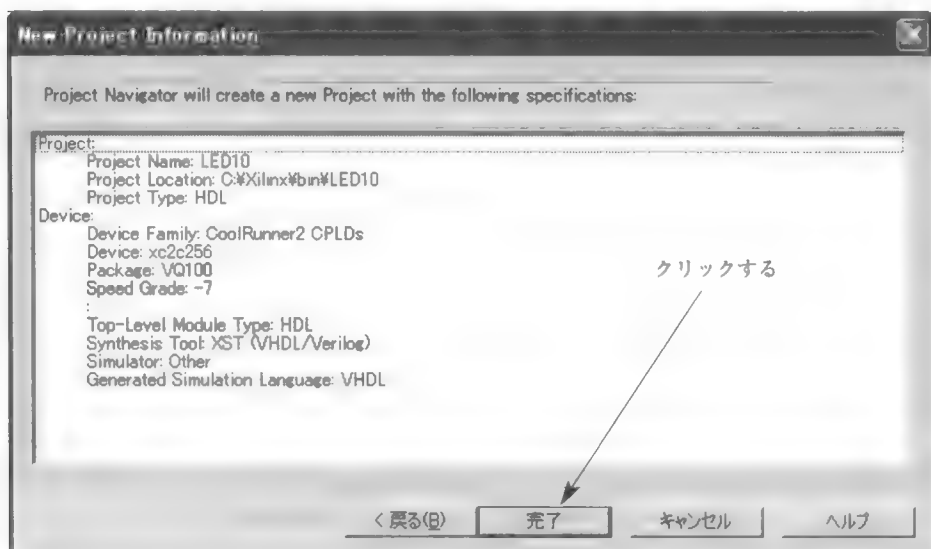 New Project Information
Project Navigator will create a new Project with the following specifications:
Project:
Project Name: LED10
Project Location: C:¥Xilinx¥bin¥LED10
Project Type: HDL
Device:
Device Family: CoolRunner2 CPLDs
Device: xc2c256
Package: VQ100
Speed Grade: -7
:
Top-Level Module Type: HDL
Synthesis Tool: XST (VHDL/Verilog)
Simulator: Other
Generated Simulation Language: VHDL
クリックする
< 戻る(B) 完了 キャンセル ヘルプ